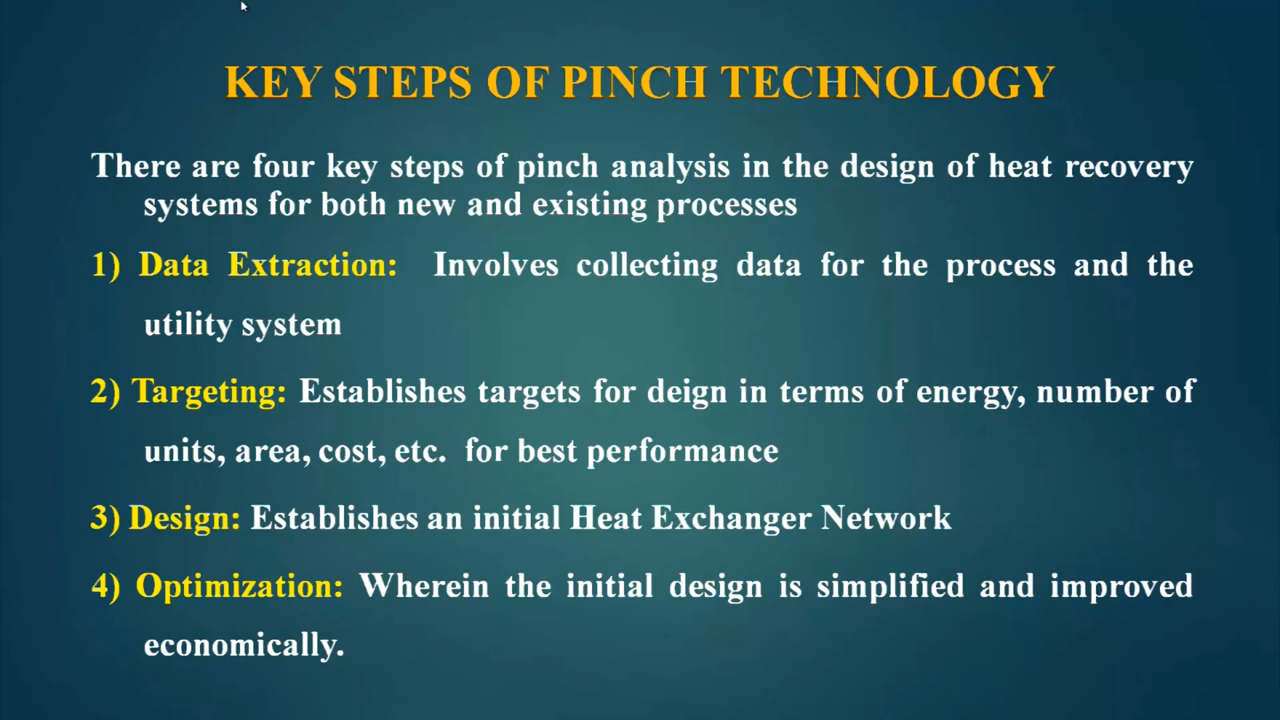 KEY STEPS OF PINCH TECHNOLOGY
There are four key steps of pinch analysis in the design of heat recovery
systems for both new and existing processes
1) Data Extraction: Involves collecting data for the process and the
utility system
2) Targeting: Establishes targets for deign in terms of energy, number of
units, area, cost, etc. for best performance
3) Design: Establishes an initial Heat Exchanger Network
4) Optimization: Wherein the initial design is simplified and improved
economically.